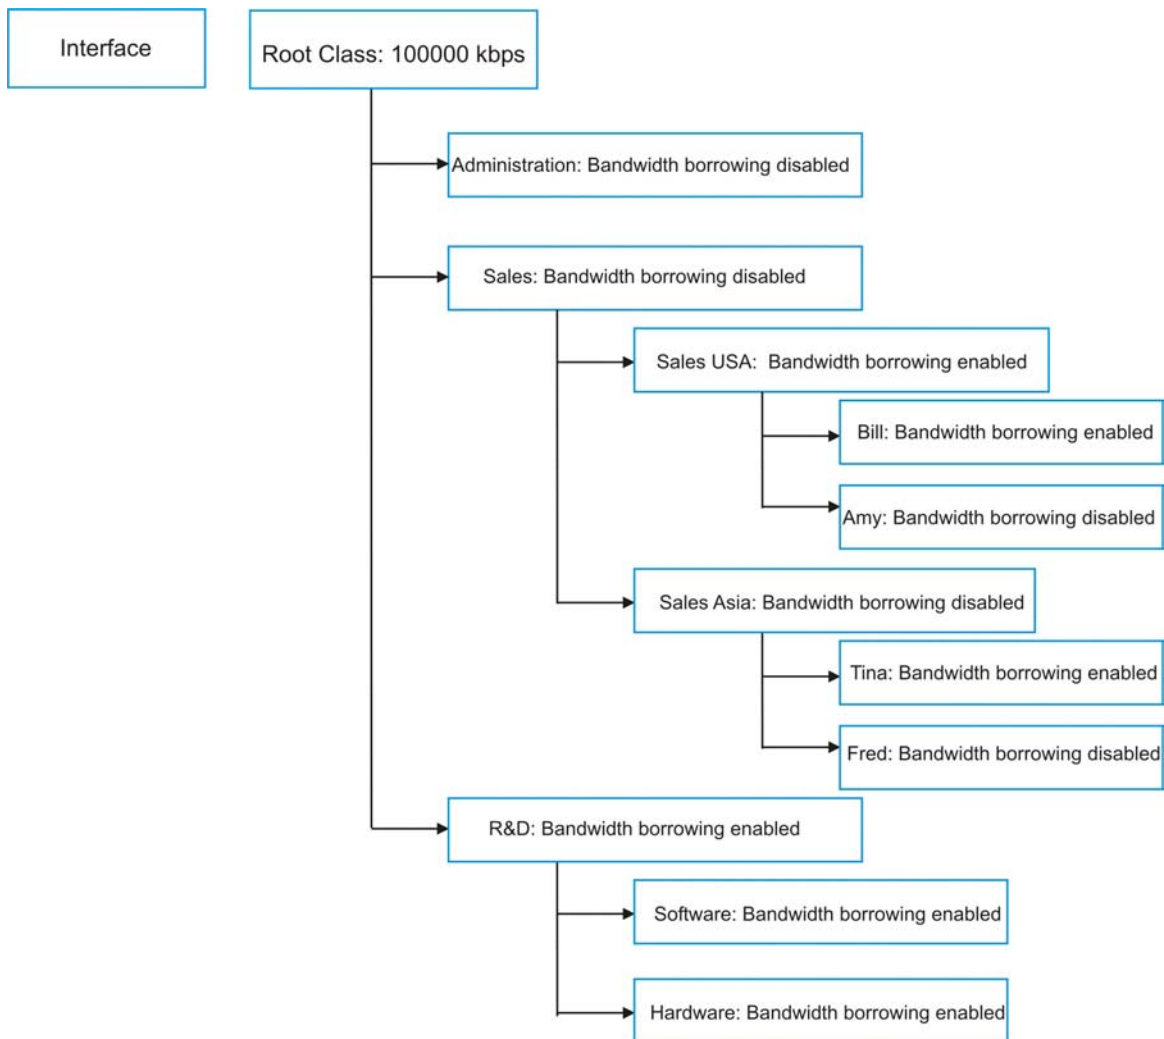 Interface
Root Class: 100000 kbps
Administration: Bandwidth borrowing disabled
Sales: Bandwidth borrowing disabled
Sales USA:  Bandwidth borrowing enabled
Bill: Bandwidth borrowing enabled
Amy: Bandwidth borrowing disabled
Sales Asia: Bandwidth borrowing disabled
Tina: Bandwidth borrowing enabled
Fred: Bandwidth borrowing disabled
R&D: Bandwidth borrowing enabled
Software: Bandwidth borrowing enabled
Hardware: Bandwidth borrowing enabled